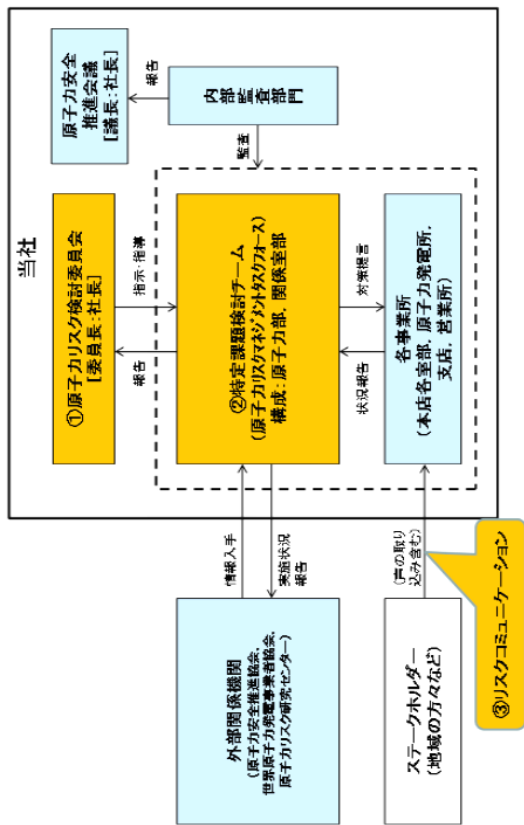 当社
①原子力リスク検討委員会
[委員長：社長]
原子力安全
推進会議
[議長：社長]
報告
指示・指導
報告
内部
監査部門
監査
②特定課題検討チーム
(原子力リスクマネジメントタスクフォース)
構成：原子力部、関係室部
状況報告
対策提言
各事業所
(本店各室部、原子力発電所、
支店、営業所)
情報入手
実施状況
報告
外部関係機関
(原子力安全推進協会、
世界原子力発電事業者協会、
原子力リスク研究センター)
(声の取り
込み含む)
ステークホルダー
(地域の方々など)
③リスクコミュニケーション